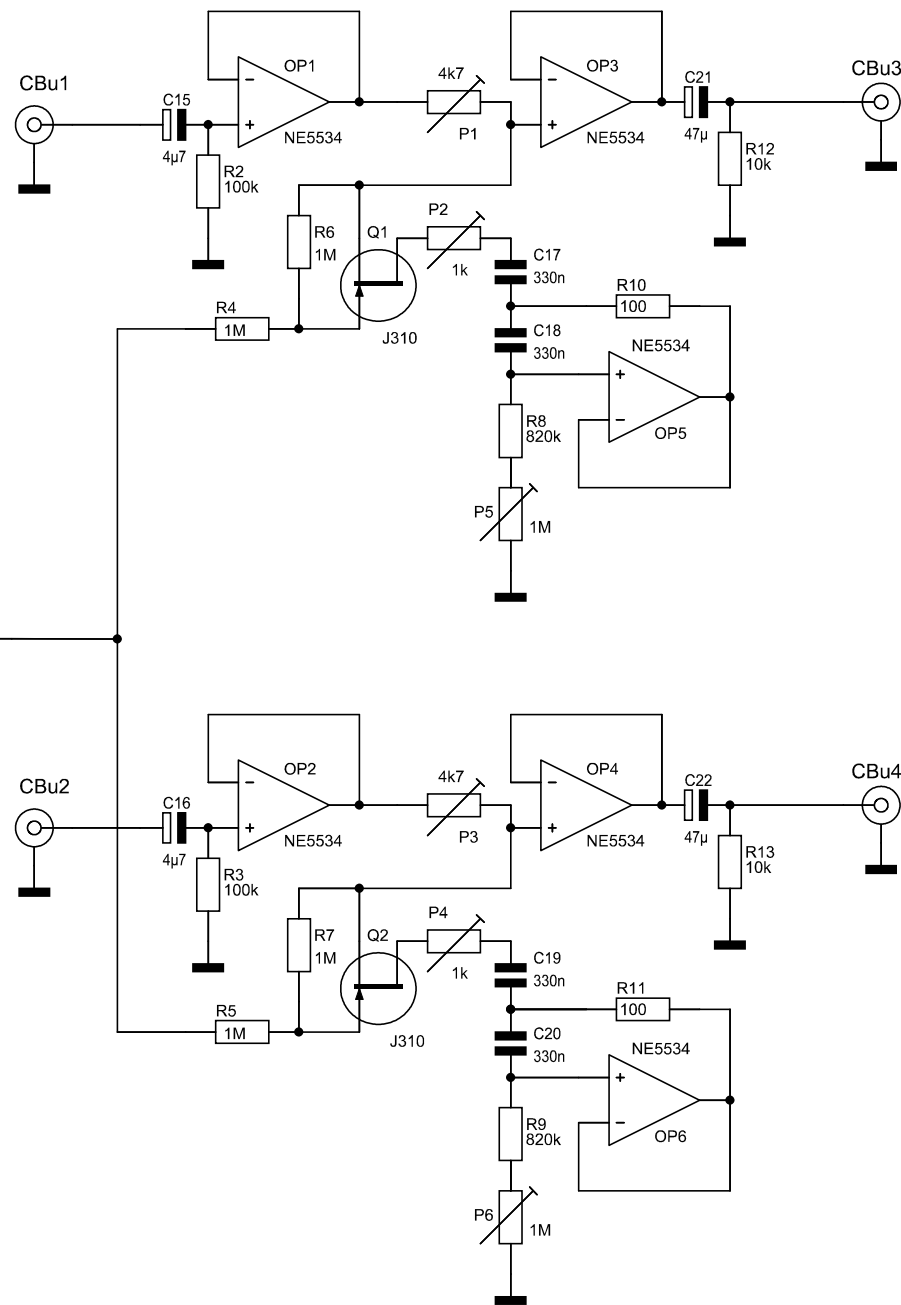 OP1
OP3
CBu1
4k7
C21
CBu3
C15
−
−
+
+
4µ7
NE5534
P1
NE5534
47µ
R2
100k
R12
10k
P2
R6
1M
Q1
1k
C17
330n
R10
100
R4
1M
J310
C18
330n
NE5534
+
−
R8
820k
OP5
P5
1M
OP2
OP4
CBu2
4k7
C22
CBu4
C16
−
−
+
+
4µ7
NE5534
P3
NE5534
47µ
R3
100k
R13
10k
P4
R7
1M
Q2
1k
C19
330n
R11
100
R5
1M
J310
C20
330n
NE5534
+
−
R9
820k
OP6
P6
1M